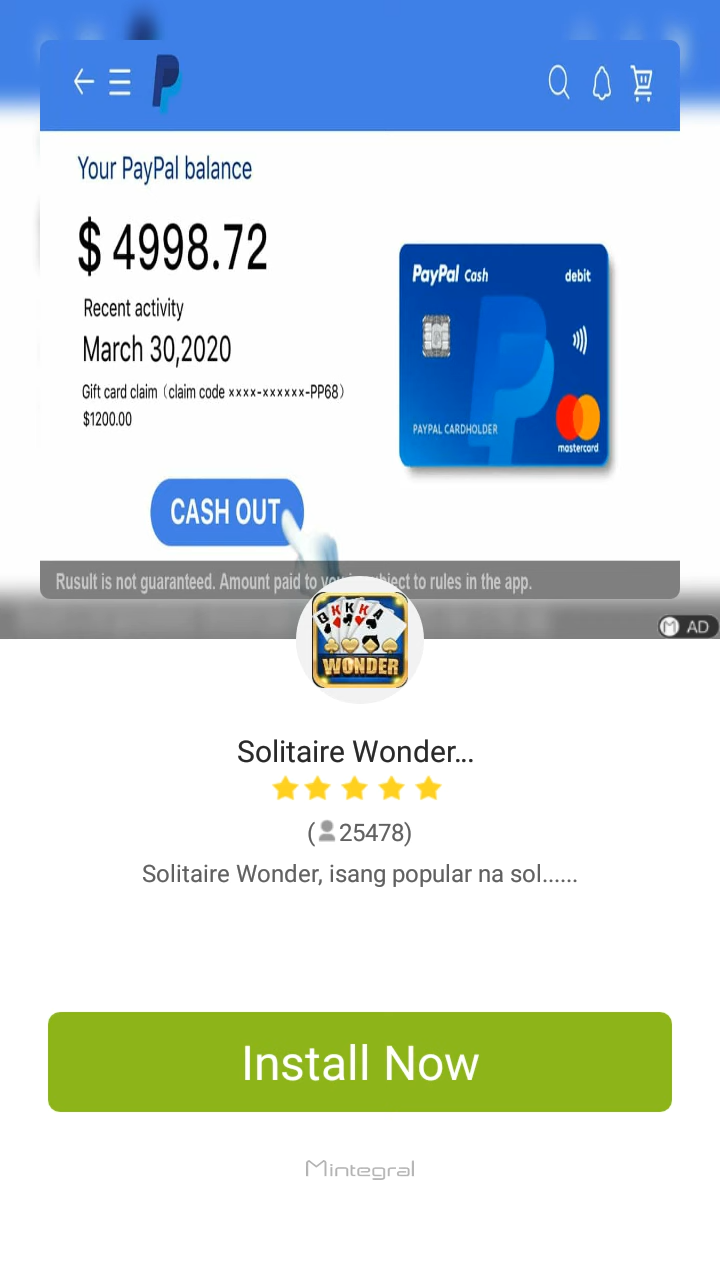 Your PayPal balance
$ 4998.72
Recent activity
March 30,2020
Gift card claim (claim code xxxx-xxxxxx-PP68)
$1200.00
PayPal Cash debit
PAYPAL CARDHOLDER
mastercard
CASH OUT
Rusult is not guaranteed. Amount paid to to rules in the app.
K K K A
WONDER
AD
Solitaire Wonder...
(25478)
Solitaire Wonder, isang popular na sol......
Install Now
Mintegral